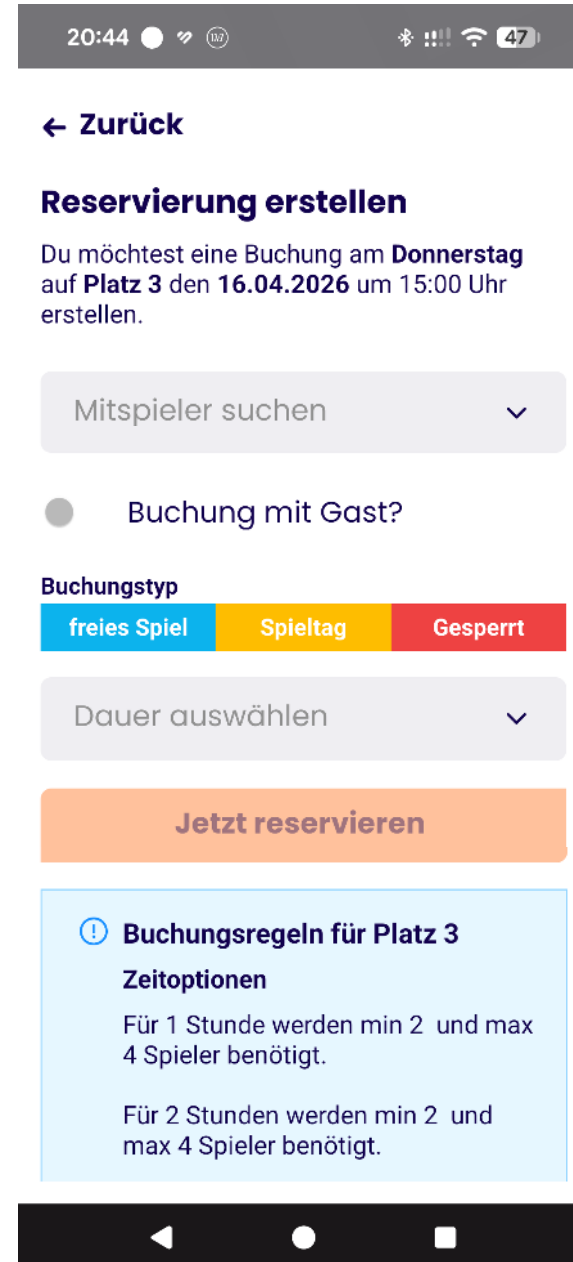 20:44
47
← Zurück
Reservierung erstellen
Du möchtest eine Buchung am Donnerstag
auf Platz 3 den 16.04.2026 um 15:00 Uhr
erstellen.
Mitspieler suchen
Buchung mit Gast?
Buchungstyp
freies Spiel Spieltag Gesperrt
Dauer auswählen
Jetzt reservieren
Buchungsregeln für Platz 3
Zeitoptionen
Für 1 Stunde werden min 2 und max
4 Spieler benötigt.
Für 2 Stunden werden min 2 und
max 4 Spieler benötigt.